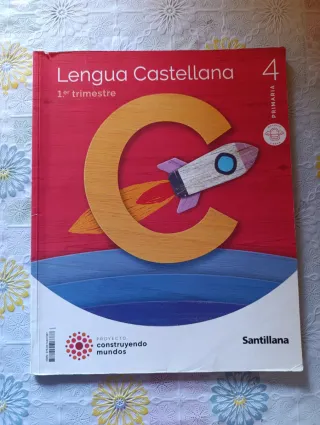 Lengua Castellana
1.er trimestre
4
PRIMARIA
C
PROYECTO
construyendo
mundos
Santillana